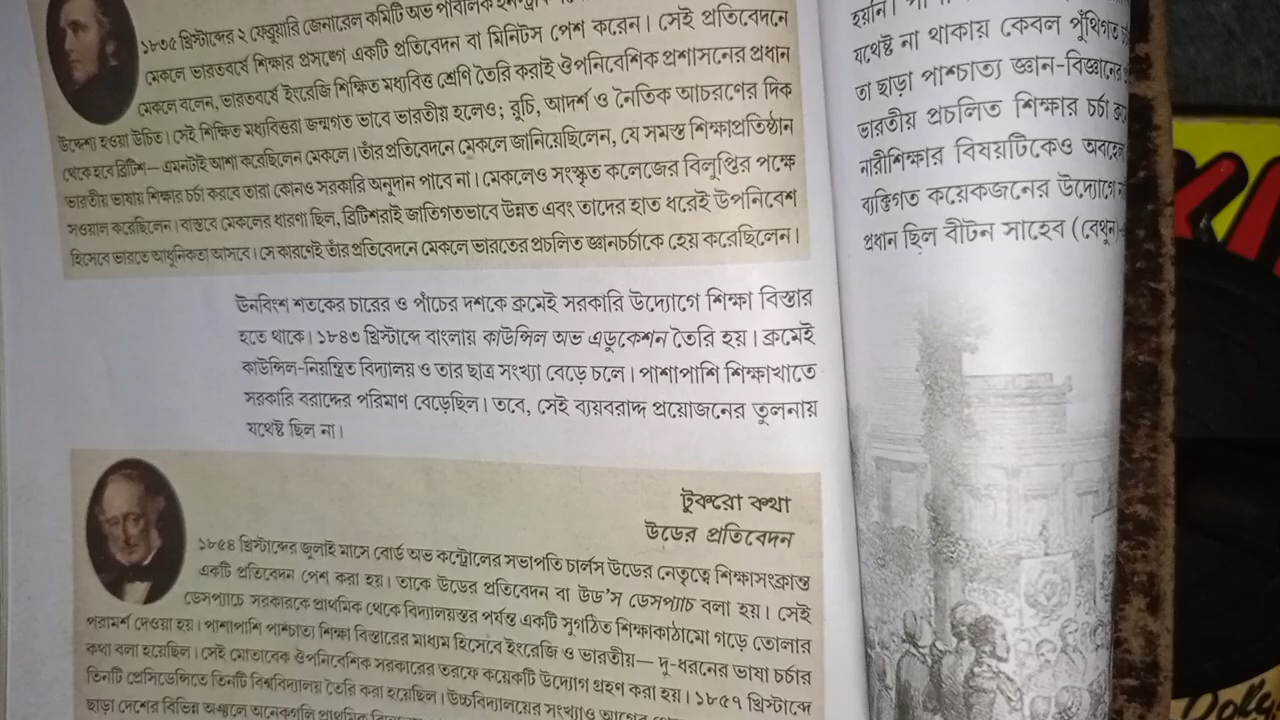 ১৮৩৫ খ্রিস্টাব্দের ২ ফেব্রুয়ারি জেনারেল কমিটি অভ পাবলিক
মেকলে ভারতবর্ষে শিক্ষার প্রসঙ্গে একটি প্রতিবেদন বা মিনিটস পেশ করেন। সেই প্রতিবেদনে
মেকলে বলেন, ভারতবর্ষে ইংরেজি শিক্ষিত মধ্যবিত্ত শ্রেণি তৈরি করাই ঔপনিবেশিক প্রশাসনের প্রধান
উদ্দেশ্য হওয়া উচিত। সেই শিক্ষিত মধ্যবিত্তরা জন্মগত ভাবে ভারতীয় হলেও; রুচি, আদর্শ ও নৈতিক আচরণের দিক
থেকে হবে ব্রিটিশ— এমনটাই আশা করেছিলেন মেকলে। তাঁর প্রতিবেদনে মেকলে জানিয়েছিলেন, যে সমস্ত শিক্ষাপ্রতিষ্ঠান
ভারতীয় ভাষায় শিক্ষার চর্চা করবে তারা কোনও সরকারি অনুদান পাবে না। মেকলেও সংস্কৃত কলেজের বিলুপ্তির পক্ষে
সওয়াল করেছিলেন। বাস্তবে মেকলের ধারণা ছিল, ব্রিটিশরাই জাতিগতভাবে উন্নত এবং তাদের হাত ধরেই উপনিবেশ
হিসেবে ভারতে আধুনিকতা আসবে। সে কারণেই তাঁর প্রতিবেদনে মেকলে ভারতের প্রচলিত জ্ঞানচর্চাকে হেয় করেছিলেন।
ঊনবিংশ শতকের চারের ও পাঁচের দশকে ক্রমেই সরকারি উদ্যোগে শিক্ষা বিস্তার
হতে থাকে। ১৮৪৩ খ্রিস্টাব্দে বাংলায় কাউন্সিল অভ এডুকেশন তৈরি হয়। ক্রমেই
কাউন্সিল-নিয়ন্ত্রিত বিদ্যালয় ও তার ছাত্র সংখ্যা বেড়ে চলে। পাশাপাশি শিক্ষাখাতে
সরকারি বরাদ্দের পরিমাণ বেড়েছিল। তবে, সেই ব্যয়বরাদ্দ প্রয়োজনের তুলনায়
যথেষ্ট ছিল না।
টুকরো কথা
উডের প্রতিবেদন
১৮৫৪ খ্রিস্টাব্দের জুলাই মাসে বোর্ড অভ কন্ট্রোলের সভাপতি চার্লস উডের নেতৃত্বে শিক্ষাসংক্রান্ত
একটি প্রতিবেদন পেশ করা হয়। তাকে উডের প্রতিবেদন বা উড'স ডেসপ্যাচ বলা হয়। সেই
ডেসপ্যাচে সরকারকে প্রাথমিক থেকে বিদ্যালয়স্তর পর্যন্ত একটি সুগঠিত শিক্ষাকাঠামো গড়ে তোলার
পরামর্শ দেওয়া হয়। পাশাপাশি পাশ্চাত্য শিক্ষা বিস্তারের মাধ্যম হিসেবে ইংরেজি ও ভারতীয়— দু-ধরনের ভাষা চর্চার
কথা বলা হয়েছিল। সেই মোতাবেক ঔপনিবেশিক সরকারের তরফে কয়েকটি উদ্যোগ গ্রহণ করা হয়। ১৮৫৭ খ্রিস্টাব্দে
তিনটি প্রেসিডেন্সিতে তিনটি বিশ্ববিদ্যালয় তৈরি করা হয়েছিল। উচ্চবিদ্যালয়ের সংখ্যাও আগের
ছাড়া দেশের বিভিন্ন অঞ্চলে অনেকগুলি প্রাথমিক
হয়নি।
যথেষ্ট না থাকায় কেবল পুঁথিগত
তা ছাড়া পাশ্চাত্য জ্ঞান-বিজ্ঞানের
ভারতীয় প্রচলিত শিক্ষার চর্চা
নারীশিক্ষার বিষয়টিকেও
ব্যক্তিগত কয়েকজনের উদ্যোগে
প্রধান ছিল বীটন সাহেব (বেথুন)